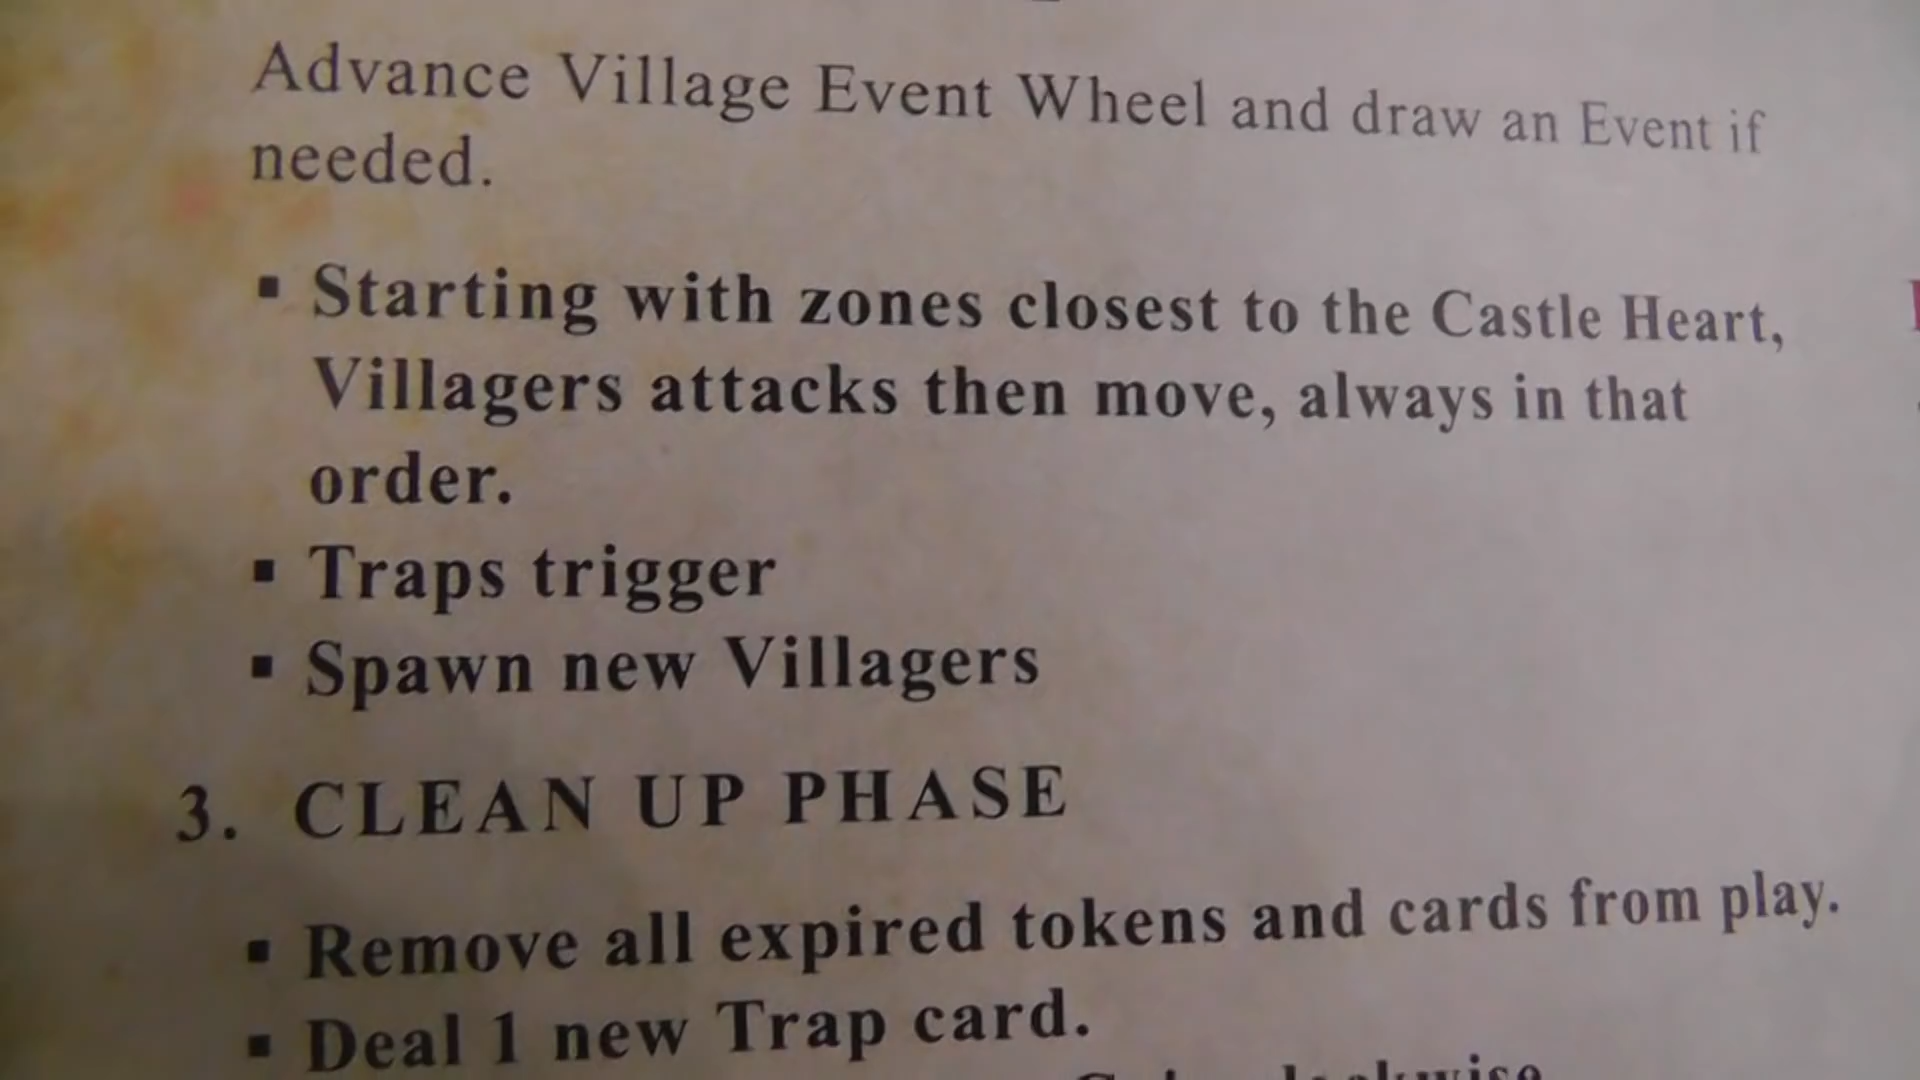 Advance Village Event Wheel and draw an Event if
needed.
▪ Starting with zones closest to the Castle Heart,
Villagers attacks then move, always in that
order.
▪ Traps trigger
▪ Spawn new Villagers
3. CLEAN UP PHASE
▪ Remove all expired tokens and cards from play.
▪ Deal 1 new Trap card.